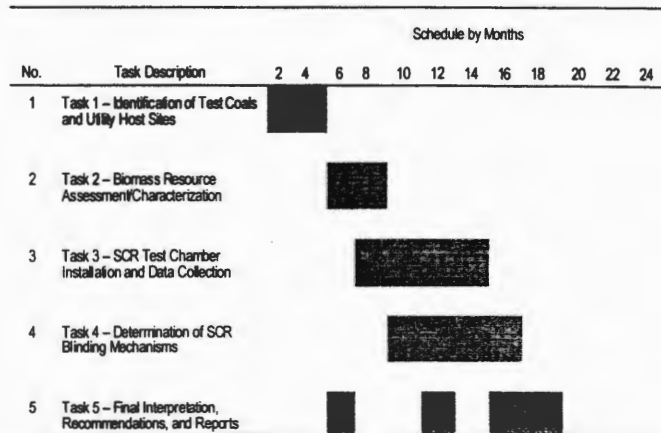 Schedule by Months
No. Task Description 2 4 6 8 10 12 14 16 18 20 22 24
1 Task 1 – Identification of Test Coals
and Utility Host Sites
2 Task 2 – Biomass Resource
Assessment/Characterization
3 Task 3 – SCR Test Chamber
Installation and Data Collection
4 Task 4 – Determination of SCR
Blinding Mechanisms
5 Task 5 – Final Interpretation,
Recommendations, and Reports